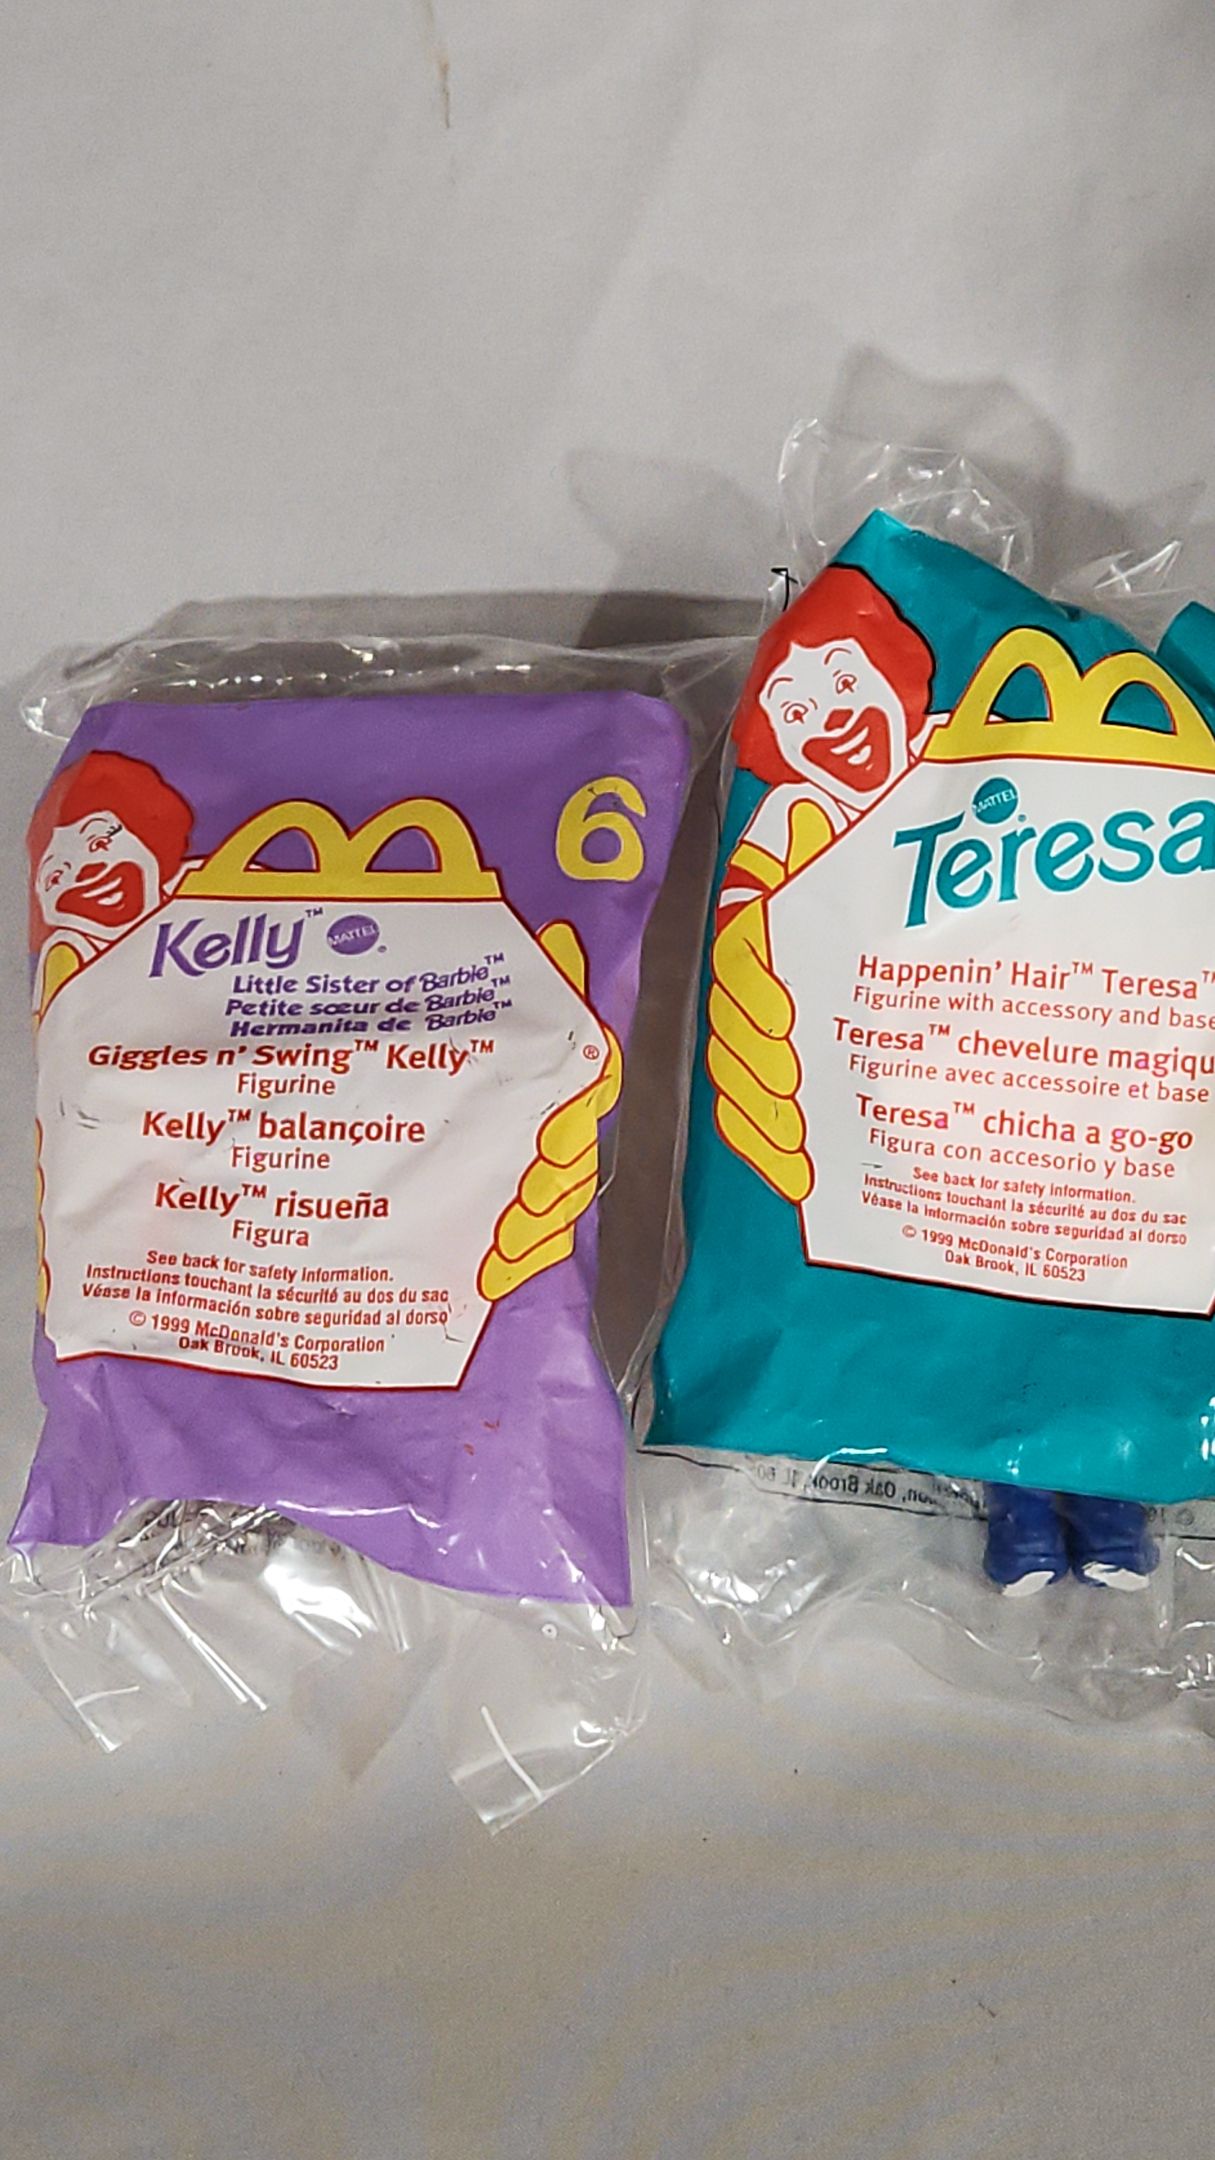 6
Kelly™ MATTEL®
Little Sister of Barbie™
Petite sœur de Barbie™
Hermanita de Barbie™
Giggles n' Swing™ Kelly™
®
Figurine
Kelly™ balançoire
Figurine
Kelly™ risueña
Figura
See back for safety information.
Instructions touchant la sécurité au dos du sac
Véase la información sobre seguridad al dorso
© 1999 McDonald's Corporation
Oak Brook, IL 60523
MATTEL
Teresa
Happenin' Hair™ Teresa™
Figurine with accessory and base
Teresa™ chevelure magiqu
Figurine avec accessoire et base
Teresa™ chicha a go-go
Figura con accesorio y base
See back for safety information.
Instructions touchant la sécurité au dos du sac
Véase la información sobre seguridad al dorso
© 1999 McDonald's Corporation
Oak Brook, IL 60523
Oak Brook, IL